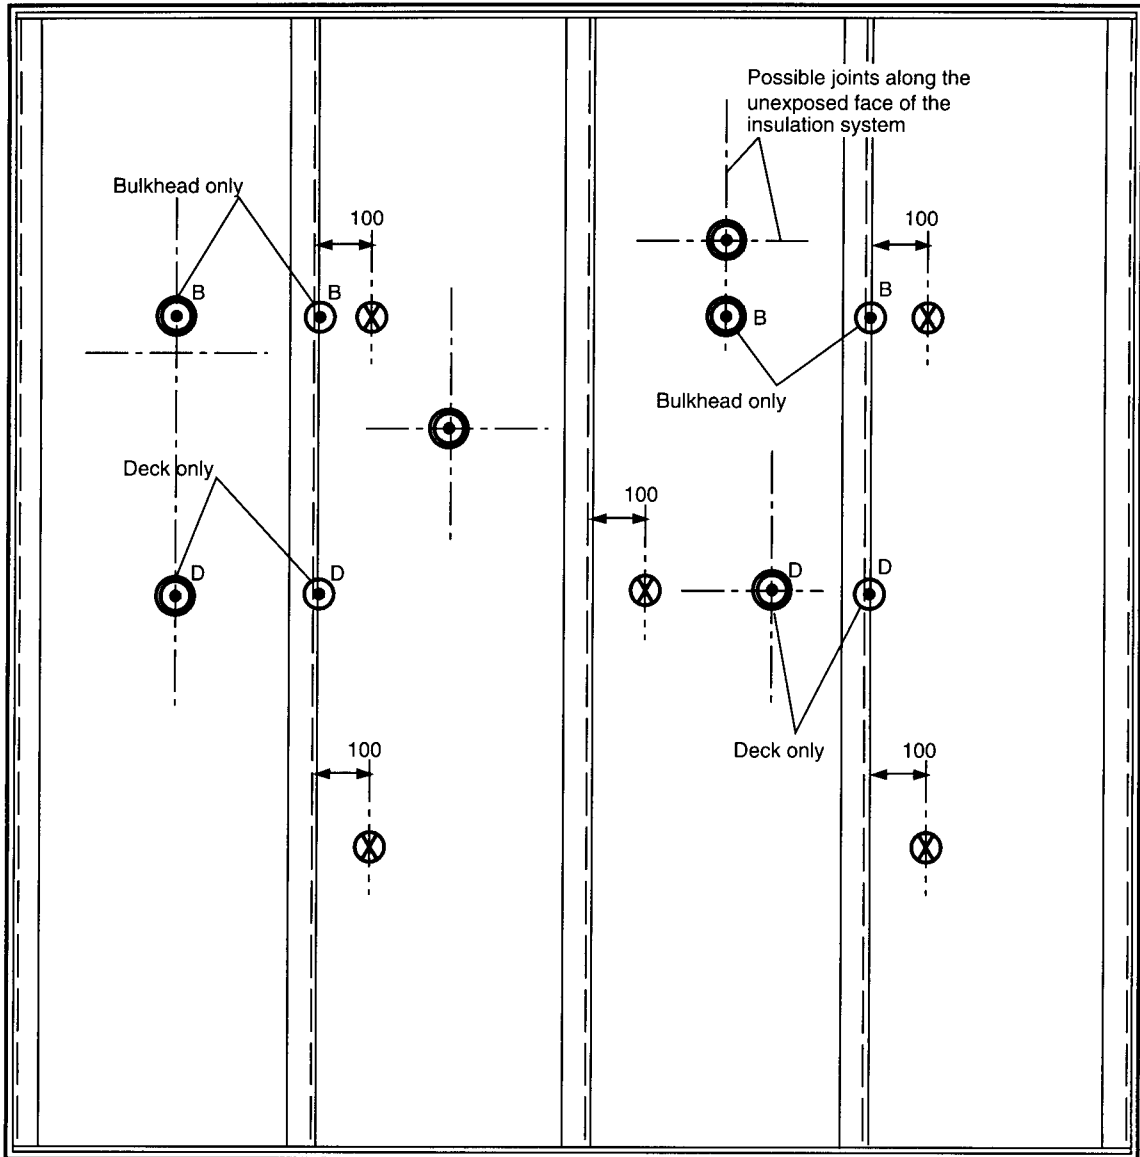 Possible joints along the
unexposed face of the
insulation system
Bulkhead only
100
100
B
B
B
B
Bulkhead only
Deck only
100
D
D
D
D
Deck only
100
100